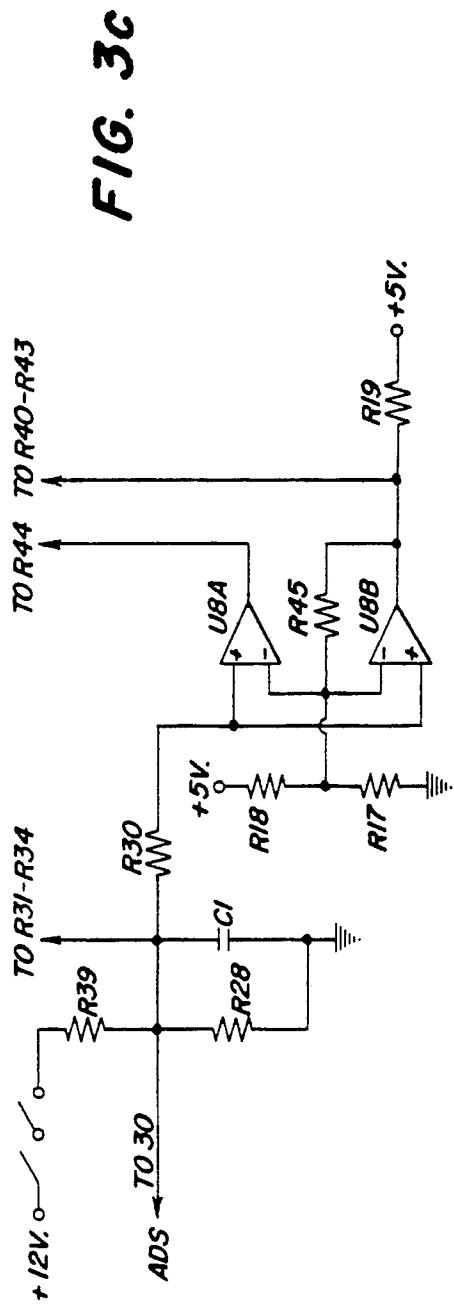 FIG. 3c
TO R31-R34
TO R44
TO R40-R43
+12V.
R39
TO 30
ADS
R28
C1
R30
+5V.
R18
R17
+
-
U8A
R45
-
+
U8B
R19
+5V.